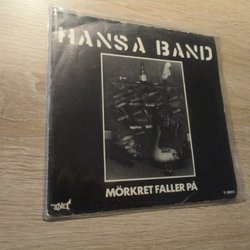 HANSA BAND
MÖRKRET FALLER PÅ